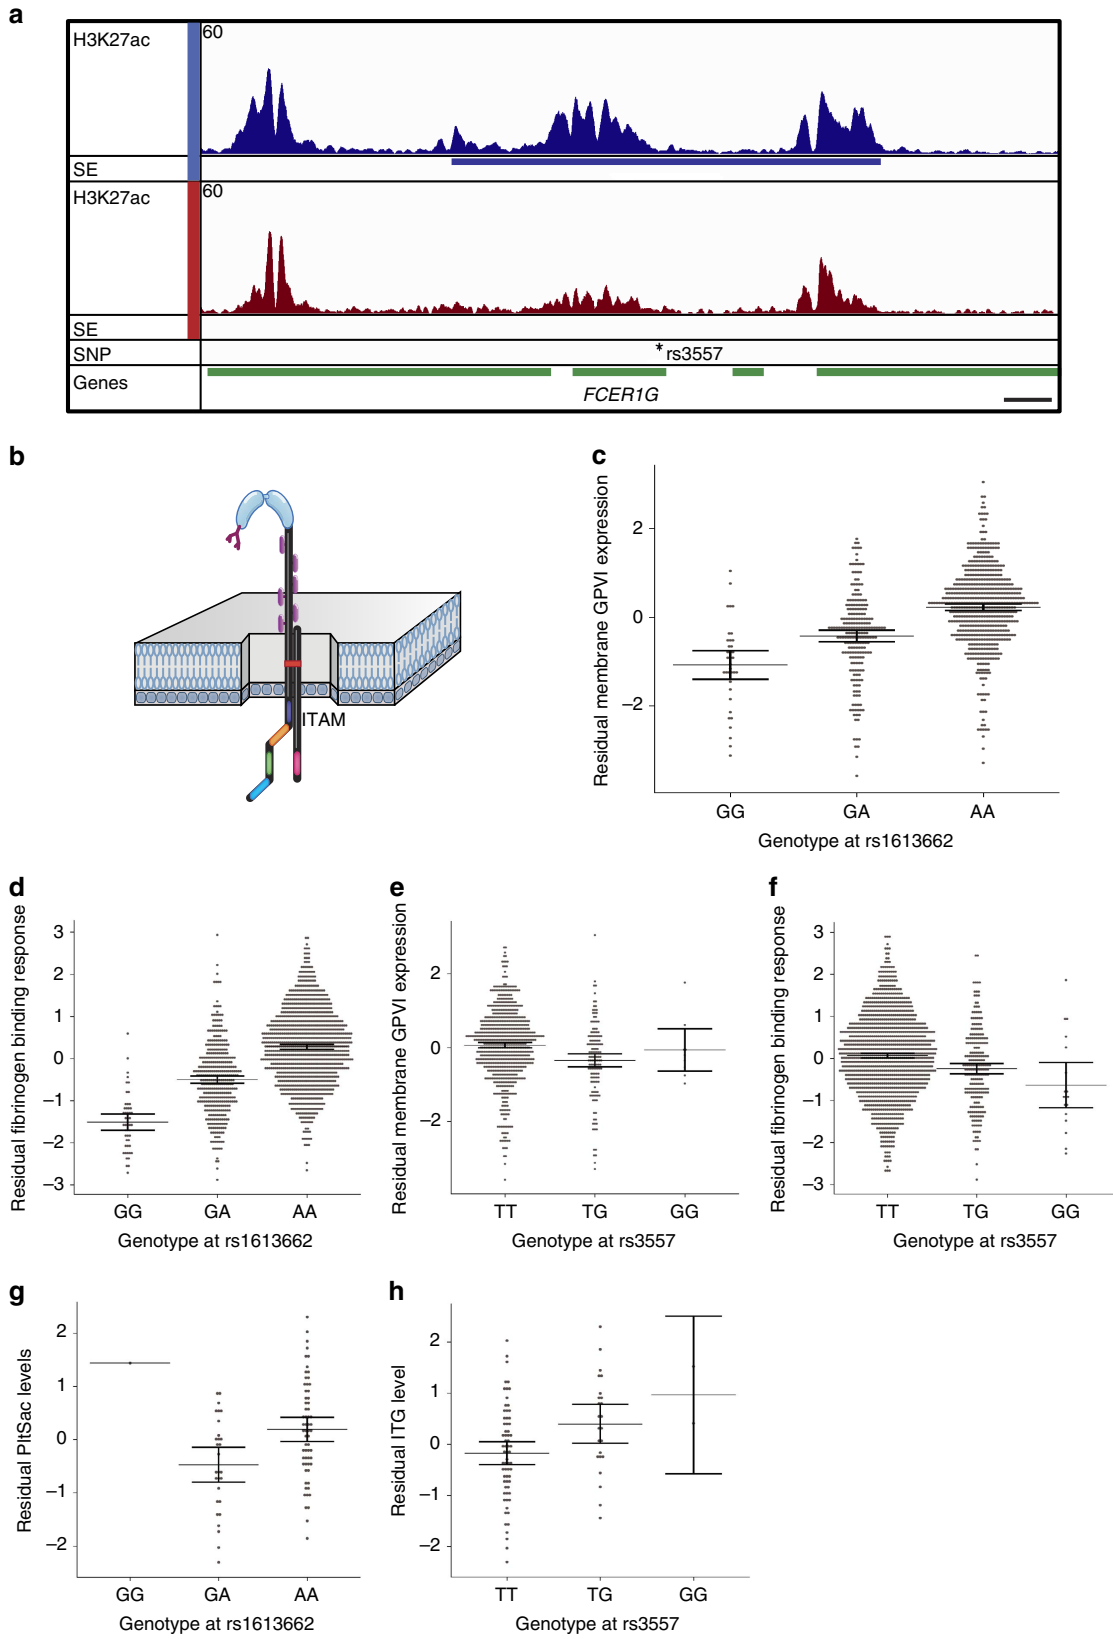 a
H3K27ac
60
SE
H3K27ac
60
SE
SNP
* rs3557
Genes
FCER1G
b
ITAM
c
Residual membrane GPVI expression
2
0
−2
GG GA AA
Genotype at rs1613662
d
Residual fibrinogen binding response
3
2
1
0
−1
−2
−3
GG GA AA
Genotype at rs1613662
e
Residual membrane GPVI expression
2
0
−2
TT TG GG
Genotype at rs3557
f
Residual fibrinogen binding response
3
2
1
0
−1
−2
−3
TT TG GG
Genotype at rs3557
g
Residual PltSac levels
2
1
0
−1
−2
GG GA AA
Genotype at rs1613662
h
Residual ITG level
2
1
0
−1
−2
TT TG GG
Genotype at rs3557